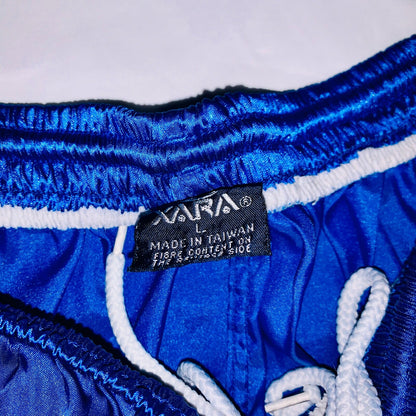 XARA®
L
MADE IN TAIWAN
FIBRE CONTENT ON
THE REVERSE SIDE